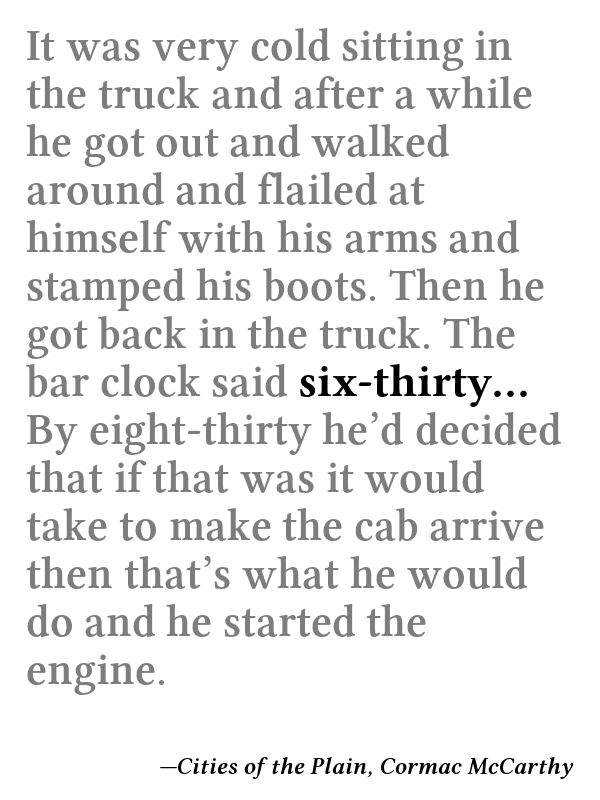 It was very cold sitting in
the truck and after a while
he got out and walked
around and flailed at
himself with his arms and
stamped his boots. Then he
got back in the truck. The
bar clock said six-thirty…
By eight-thirty he’d decided
that if that was it would
take to make the cab arrive
then that’s what he would
do and he started the
engine.
—Cities of the Plain, Cormac McCarthy